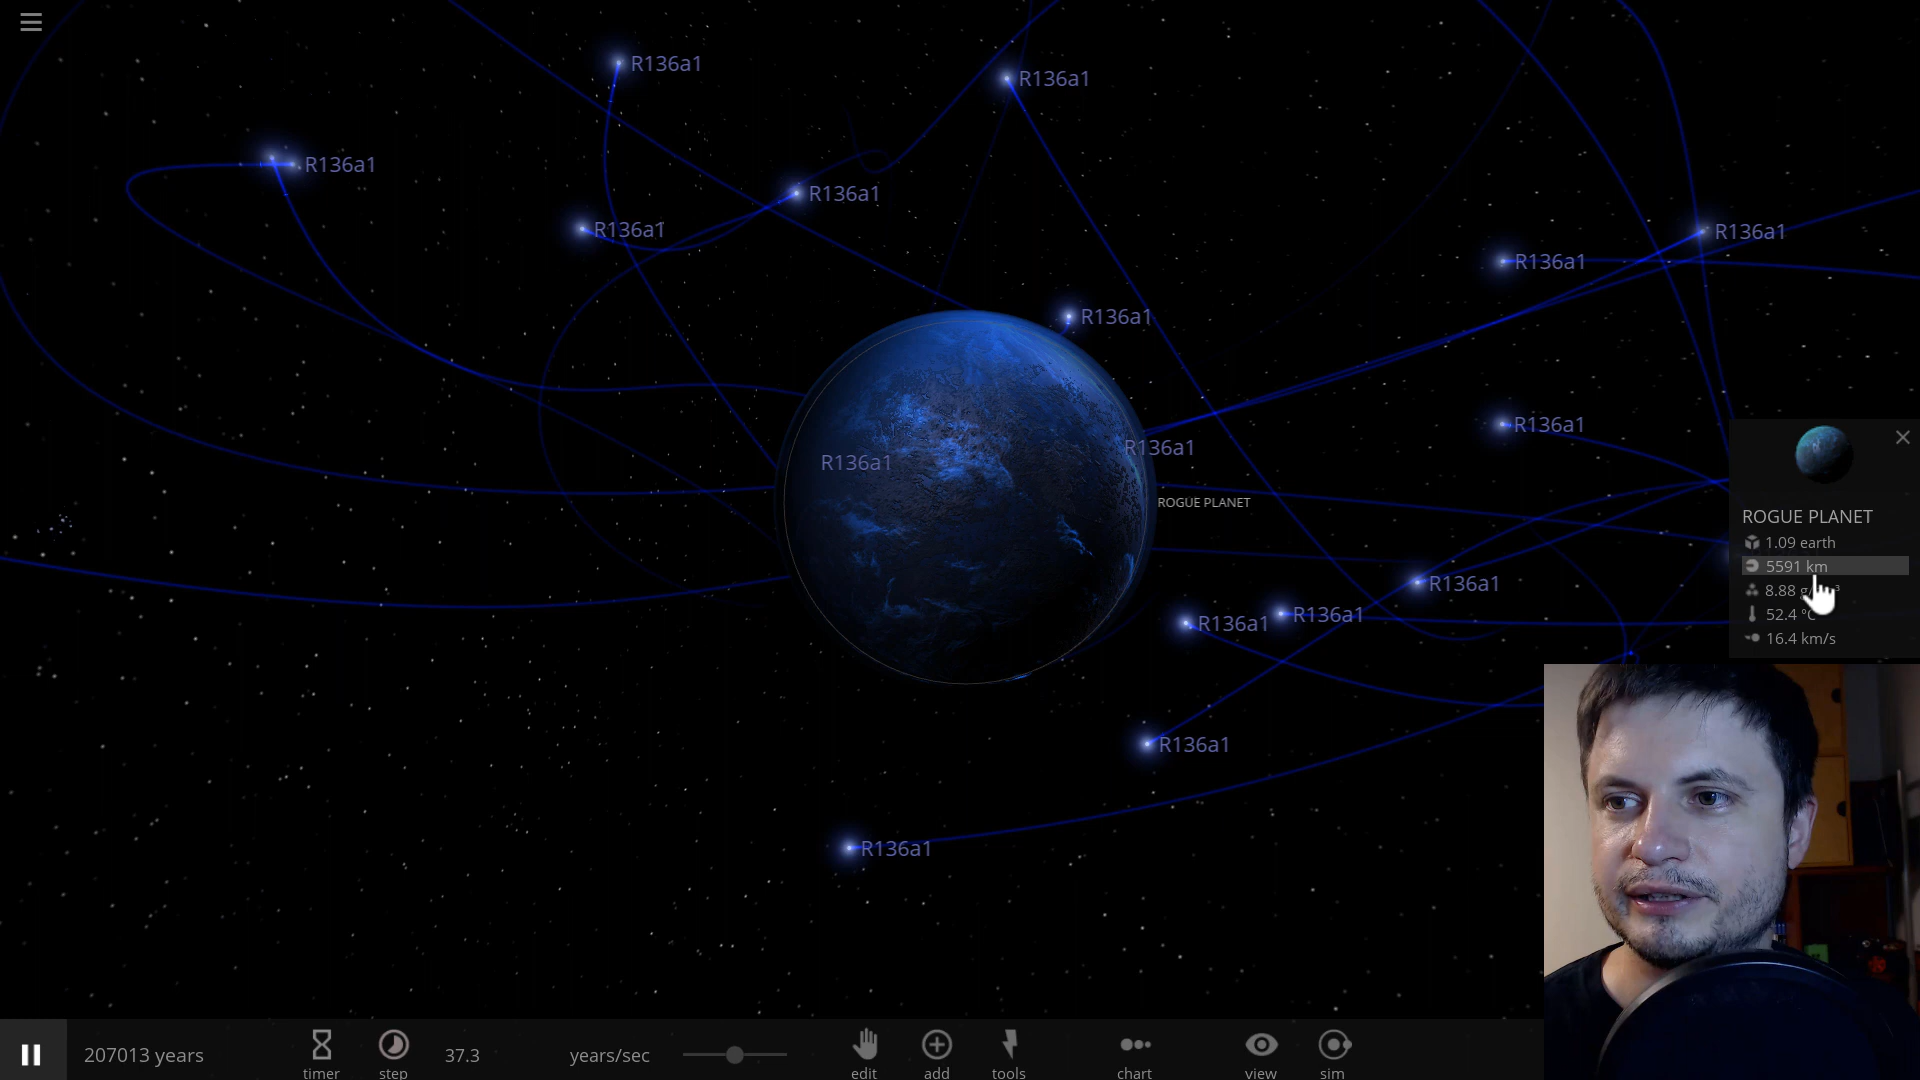 R136a1
R136a1
R136a1
R136a1
R136a1
R136a1
R136a1
R136a1
R136a1
R136a1
R136a1
R136a1
ROGUE PLANET
ROGUE PLANET
1.09 earth
5591 km
8.88
52.4 °C
16.4 km/s
R136a1
R136a1
R136a1
R136a1
R136a1
207013 years
timer
step
37.3
years/sec
edit
add
tools
chart
view
sim